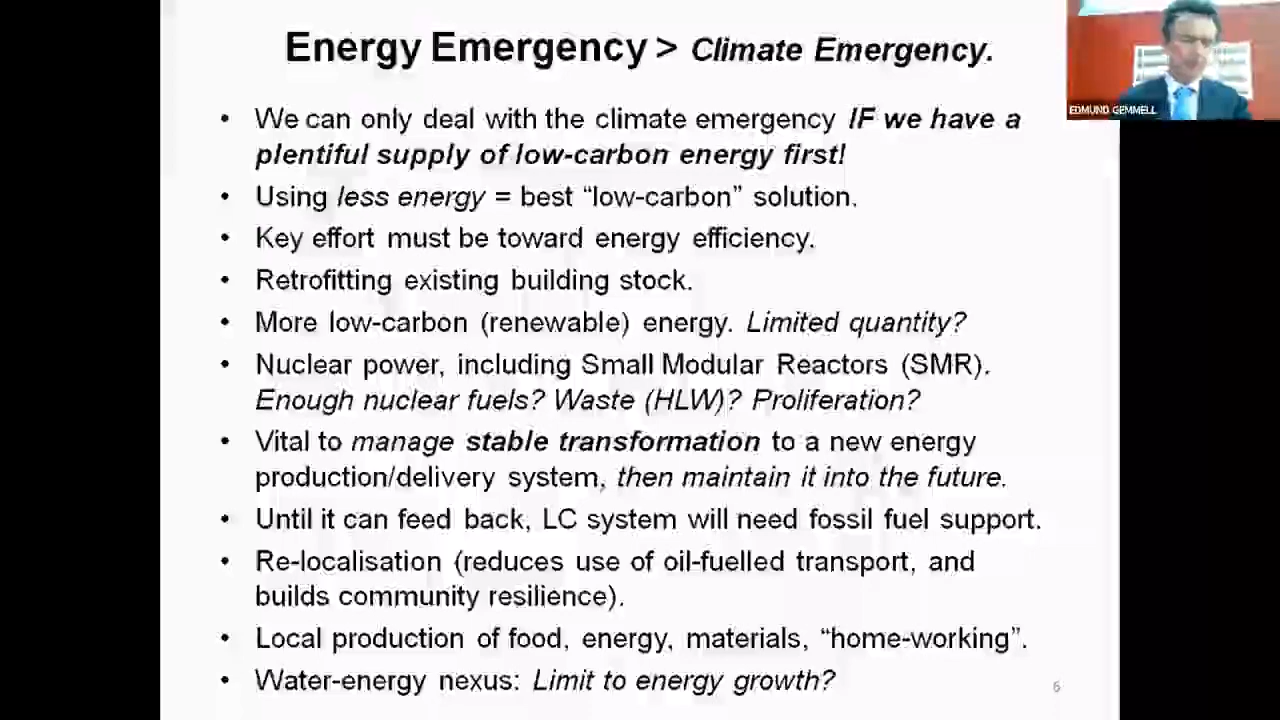 Energy Emergency > Climate Emergency.
EDMUND GEMMELL
• We can only deal with the climate emergency IF we have a
plentiful supply of low-carbon energy first!
• Using less energy = best “low-carbon” solution.
• Key effort must be toward energy efficiency.
• Retrofitting existing building stock.
• More low-carbon (renewable) energy. Limited quantity?
• Nuclear power, including Small Modular Reactors (SMR).
Enough nuclear fuels? Waste (HLW)? Proliferation?
• Vital to manage stable transformation to a new energy
production/delivery system, then maintain it into the future.
• Until it can feed back, LC system will need fossil fuel support.
• Re-localisation (reduces use of oil-fuelled transport, and
builds community resilience).
• Local production of food, energy, materials, “home-working”.
• Water-energy nexus: Limit to energy growth?
6